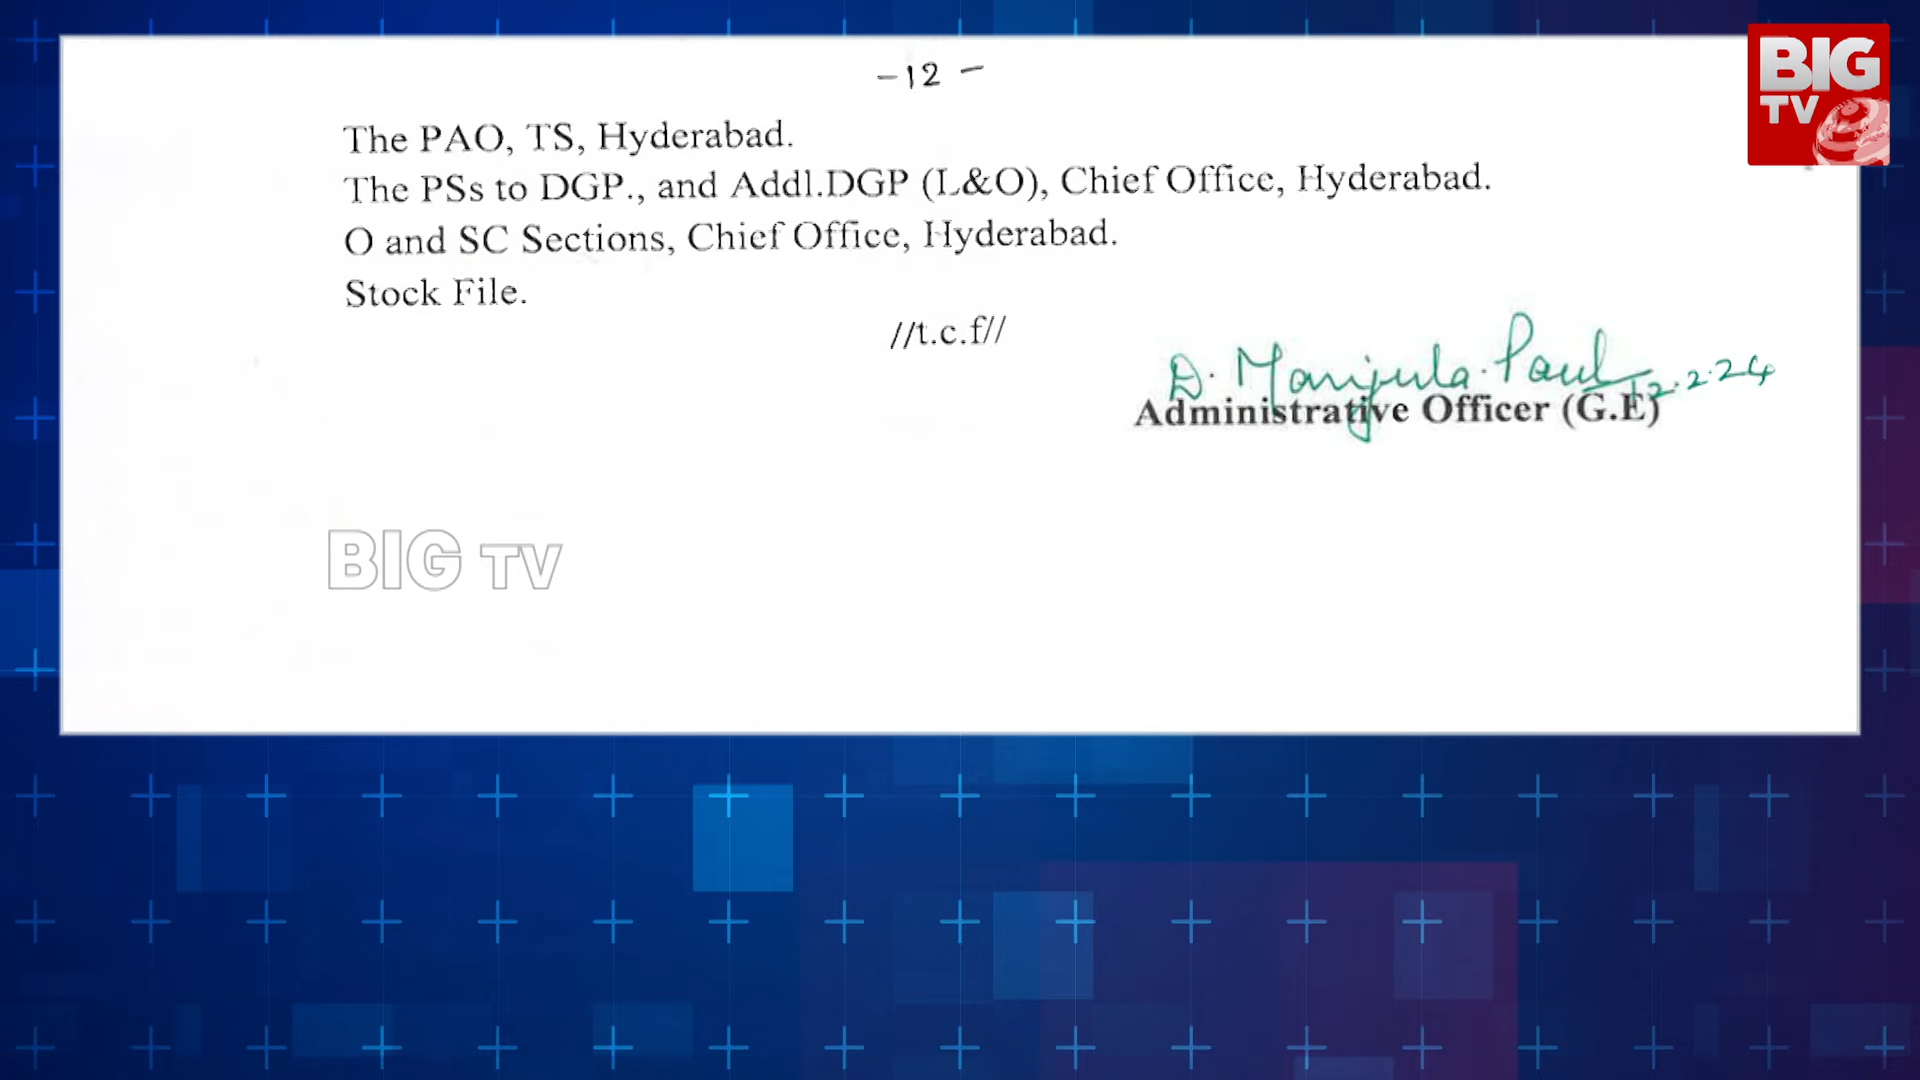 BIG
TV
-12-
The PAO, TS, Hyderabad.
The PSs to DGP., and Addl.DGP (L&O), Chief Office, Hyderabad.
O and SC Sections, Chief Office, Hyderabad.
Stock File.
//t.c.f//
D. Manjula. Paul
12.2.24
Administrative Officer (G.E)
BIG TV